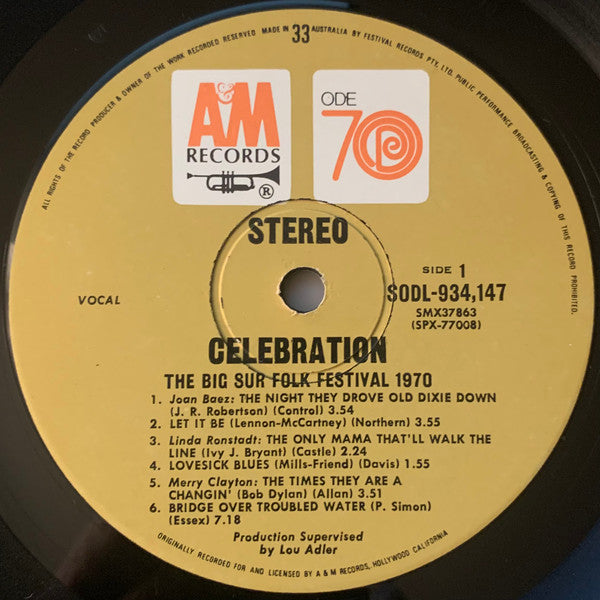 ALL RIGHTS OF THE RECORD PRODUCER & OWNER OF THE WORK RECORDED RESERVED MADE IN 33 AUSTRALIA BY FESTIVAL RECORDS PTY. LTD. PUBLIC PERFORMANCE BROADCASTING & COPYING OF THIS RECORD PROHIBITED.
A&M
RECORDS
®
ODE
70
STEREO
SIDE 1
VOCAL
SODL-934,147
SMX37863
(SPX-77008)
CELEBRATION
THE BIG SUR FOLK FESTIVAL 1970
1. Joan Baez: THE NIGHT THEY DROVE OLD DIXIE DOWN
(J. R. Robertson) (Control) 3.54
2. LET IT BE (Lennon-McCartney) (Northern) 3.55
3. Linda Ronstadt: THE ONLY MAMA THAT'LL WALK THE
LINE (Ivy J. Bryant) (Castle) 2.24
4. LOVESICK BLUES (Mills-Friend) (Davis) 1.55
5. Merry Clayton: THE TIMES THEY ARE A
CHANGIN' (Bob Dylan) (Allan) 3.51
6. BRIDGE OVER TROUBLED WATER (P. Simon)
(Essex) 7.18
Production Supervised
by Lou Adler
ORIGINALLY RECORDED FOR AND LICENSED BY A & M RECORDS, HOLLYWOOD CALIFORNIA